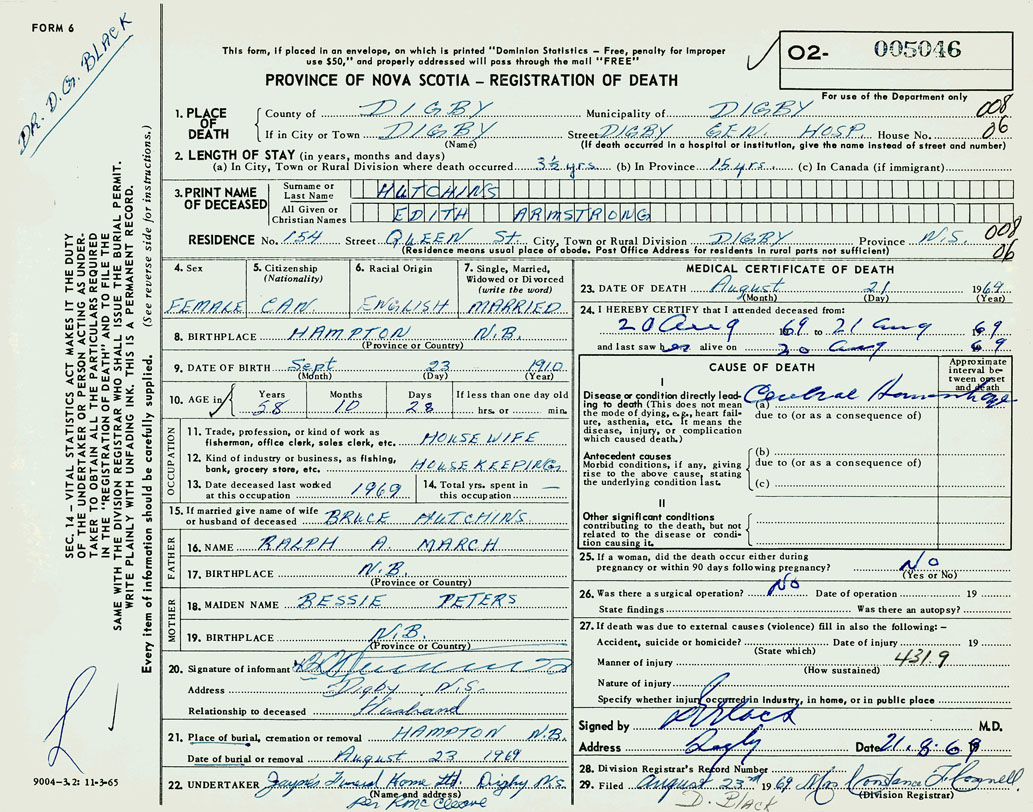 FORM 6
DR. D. G. BLACK
This form, if placed in an envelope, on which is printed "Dominion Statistics – Free, penalty for improper
use $50," and properly addressed will pass through the mail "FREE"
PROVINCE OF NOVA SCOTIA – REGISTRATION OF DEATH
O2- 005046
For use of the Department only
1. PLACE OF DEATH
County of DIGBY Municipality of DIGBY 008
If in City or Town DIGBY Street DIGBY GEN. HOSP. House No. 06
(Name) (If death occurred in a hospital or institution, give the name instead of street and number)
2. LENGTH OF STAY (in years, months and days)
(a) In City, Town or Rural Division where death occurred 3½ yrs. (b) In Province 15 yrs. (c) In Canada (if immigrant)
3. PRINT NAME OF DECEASED
Surname or Last Name HUTCHINS
All Given or Christian Names EDITH ARMSTRONG
RESIDENCE No. 154 Street QUEEN St. City, Town or Rural Division DIGBY Province N.S. 008
(Residence means usual place of abode. Post Office Address for residents in rural parts not sufficient) 06
4. Sex FEMALE
5. Citizenship (Nationality) CAN.
6. Racial Origin ENGLISH
7. Single, Married, Widowed or Divorced (write the word) MARRIED
8. BIRTHPLACE HAMPTON N.B.
(Province or Country)
9. DATE OF BIRTH Sept 23 1910
(Month) (Day) (Year)
10. AGE in Years 58 Months 10 Days 28 If less than one day old hrs. or min.
OCCUPATION
11. Trade, profession, or kind of work as fisherman, office clerk, sales clerk, etc. HOUSEWIFE
12. Kind of industry or business, as fishing, bank, grocery store, etc. HOUSEKEEPING
13. Date deceased last worked at this occupation 1969
14. Total yrs. spent in this occupation —
15. If married give name of wife or husband of deceased BRUCE HUTCHINS
FATHER
16. NAME RALPH A. MARCH
17. BIRTHPLACE N.B.
(Province or Country)
MOTHER
18. MAIDEN NAME BESSIE PETERS
19. BIRTHPLACE N.B.
(Province or Country)
20. Signature of informant
Address Digby N.S.
Relationship to deceased Husband
21. Place of burial, cremation or removal HAMPTON N.B.
Date of burial or removal August 23 1969
22. UNDERTAKER Jayne's Funeral Home Ltd. Digby N.S.
(Name and address)
MEDICAL CERTIFICATE OF DEATH
23. DATE OF DEATH August 21 1969
(Month) (Day) (Year)
24. I HEREBY CERTIFY that I attended deceased from:
20 Aug 1969 to 21 Aug 1969
and last saw her alive on 20 Aug 69
CAUSE OF DEATH
Approximate interval between onset and death
I
Disease or condition directly leading to death (This does not mean the mode of dying, e.g., heart failure, asthenia, etc. It means the disease, injury, or complication which caused death.)
(a) Cerebral Hemorrhage
due to (or as a consequence of)
Antecedent causes
Morbid conditions, if any, giving rise to the above cause, stating the underlying condition last.
(b)
due to (or as a consequence of)
(c)
II
Other significant conditions
contributing to the death, but not related to the disease or condition causing it.
25. If a woman, did the death occur either during
pregnancy or within 90 days following pregnancy? NO
(Yes or No)
26. Was there a surgical operation? NO Date of operation 19
State findings Was there an autopsy?
27. If death was due to external causes (violence) fill in also the following:–
Accident, suicide or homicide? Date of injury 19
(State which)
Manner of injury 431.9
(How sustained)
Nature of injury
Specify whether injury occurred in industry, in home, or in public place
Signed by M.D.
Address Digby Date 21.8.69
28. Division Registrar's Record Number
29. Filed August 23rd 1969
(Division Registrar)
D. Black
SEC. 14 – VITAL STATISTICS ACT MAKES IT THE DUTY
OF THE UNDERTAKER OR PERSON ACTING AS UNDER-
TAKER TO OBTAIN ALL THE PARTICULARS REQUIRED
IN THE "REGISTRATION OF DEATH" AND TO FILE THE
SAME WITH THE DIVISION REGISTRAR WHO SHALL ISSUE THE BURIAL PERMIT.
WRITE PLAINLY WITH UNFADING INK. THIS IS A PERMANENT RECORD.
Every item of information should be carefully supplied. (See reverse side for instructions.)
9004–3.2: 11-3-65